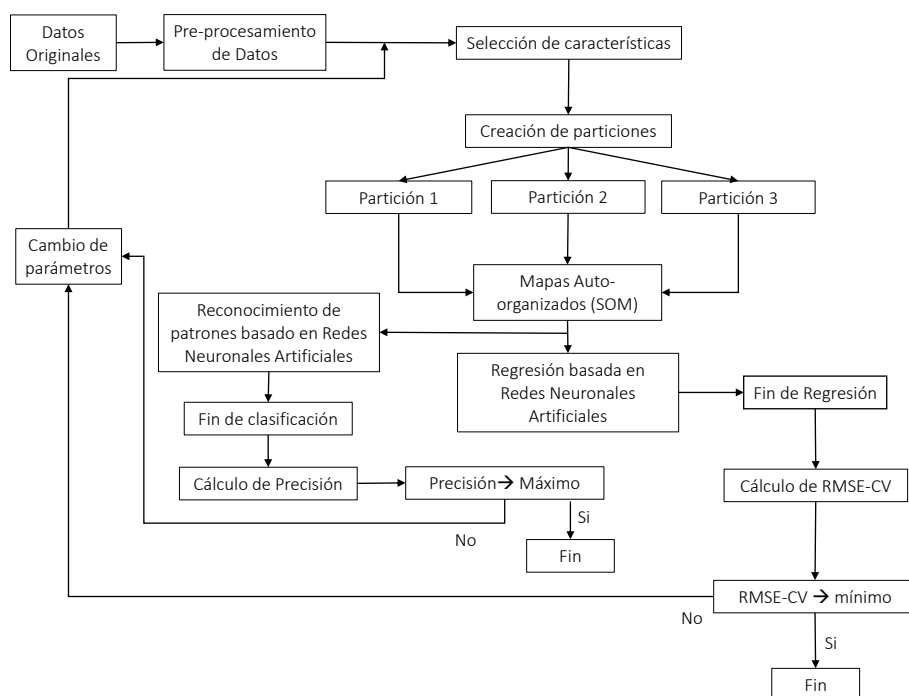 Datos
Originales
Pre-procesamiento
de Datos
Selección de características
Creación de particiones
Partición 1
Partición 2
Partición 3
Cambio de
parámetros
Mapas Auto-
organizados (SOM)
Reconocimiento de
patrones basado en Redes
Neuronales Artificiales
Regresión basada en
Redes Neuronales
Artificiales
Fin de Regresión
Fin de clasificación
Cálculo de Precisión
Precisión→ Máximo
Cálculo de RMSE-CV
No
Si
Fin
RMSE-CV → mínimo
No
Si
Fin